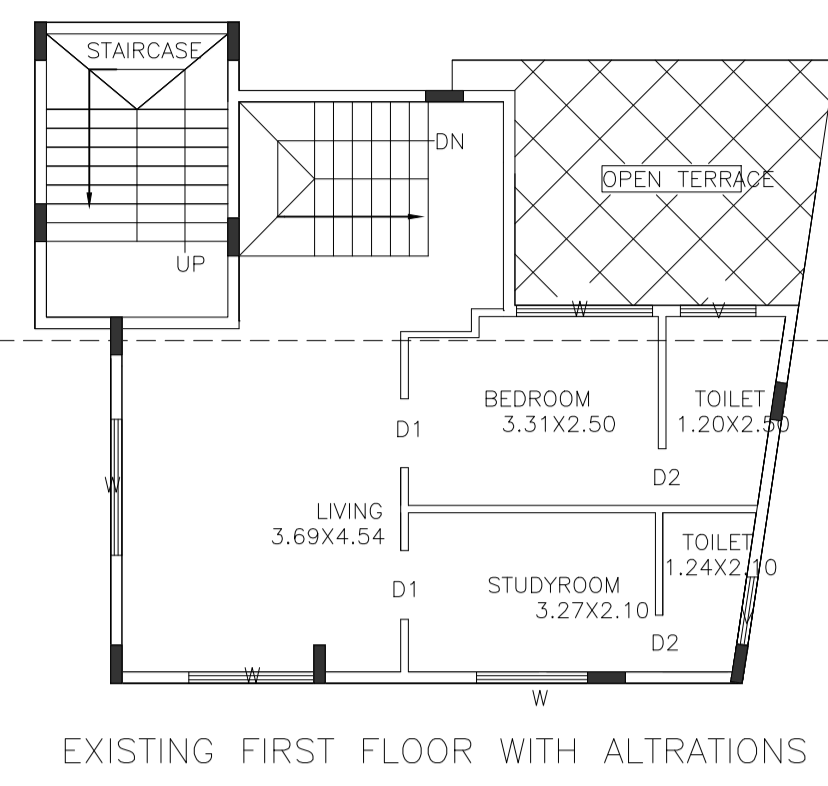 STAIRCASE
DN
OPEN TERRACE
UP
W
V
BEDROOM
3.31X2.50
TOILET
1.20X2.50
D1
D2
W
LIVING
3.69X4.54
TOILET
1.24X2.10
D1
STUDYROOM
3.27X2.10
V
D2
W
W
EXISTING FIRST FLOOR WITH ALTRATIONS